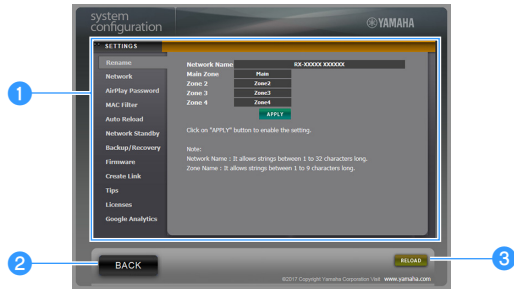 system
configuration
YAMAHA
SETTINGS
Rename
Network
AirPlay Password
MAC Filter
Auto Reload
Network Standby
Backup/Recovery
Firmware
Create Link
Tips
Licenses
Google Analytics
Network Name RX-XXXXX XXXXXX
Main Zone Main
Zone 2 Zone2
Zone 3 Zone3
Zone 4 Zone4
APPLY
Click on "APPLY" button to enable the setting.
Note:
Network Name : It allows strings between 1 to 32 characters long.
Zone Name : It allows strings between 1 to 9 characters long.
1
2
BACK
RELOAD
3
©2017 Copyright Yamaha Corporation Visit www.yamaha.com